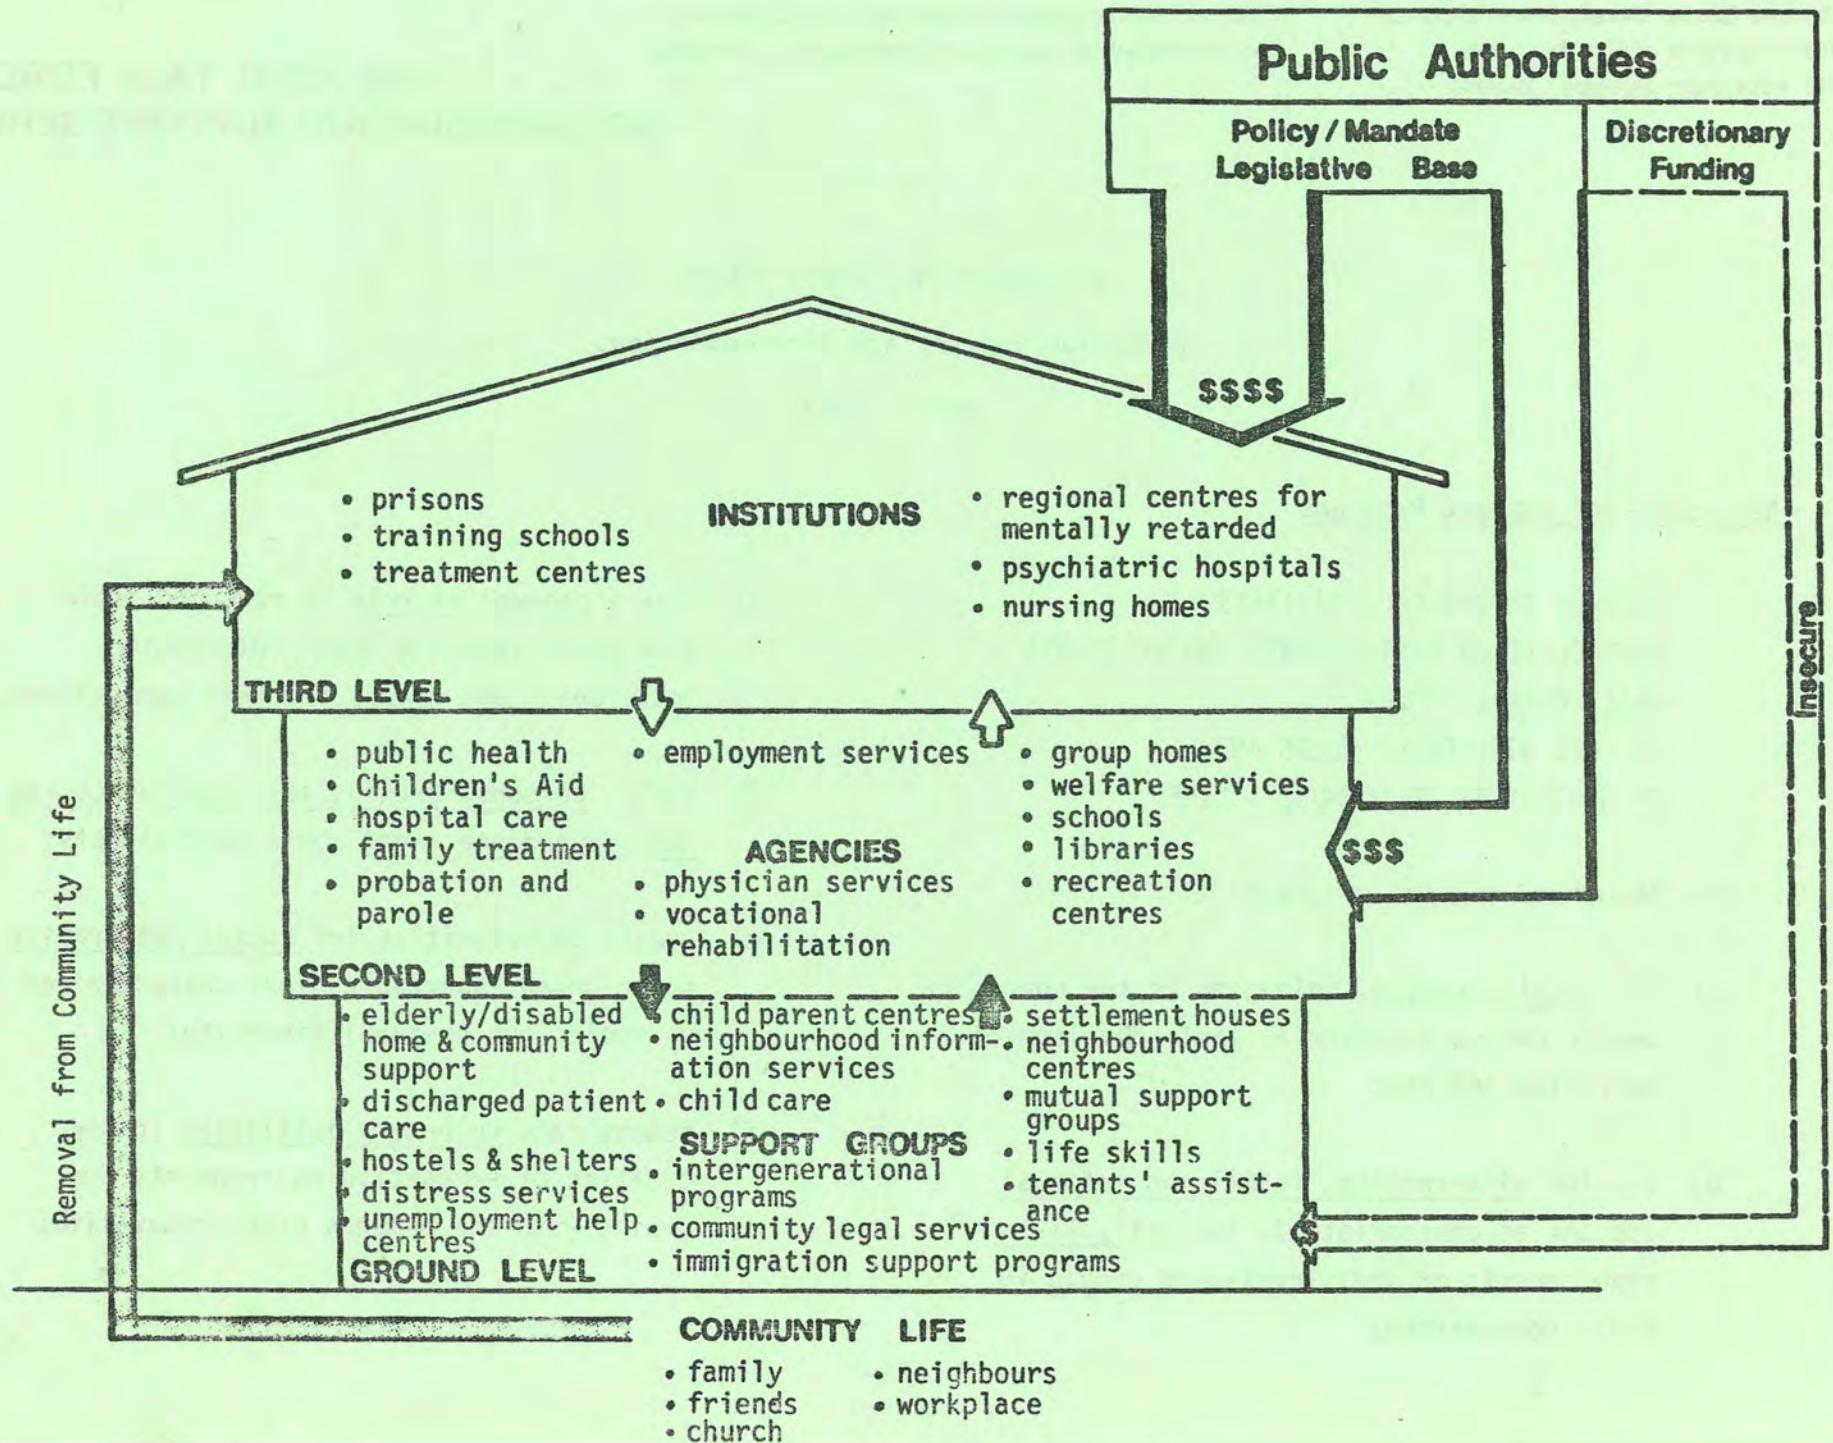 Public Authorities
Policy / Mandate
Legislative Base
Discretionary
Funding
$$$$
• prisons
• training schools
• treatment centres
INSTITUTIONS
• regional centres for
mentally retarded
• psychiatric hospitals
• nursing homes
THIRD LEVEL
• public health
• Children's Aid
• hospital care
• family treatment
• probation and
parole
• employment services
AGENCIES
• physician services
• vocational
rehabilitation
• group homes
• welfare services
• schools
• libraries
• recreation
centres
$$$
Insecure
SECOND LEVEL
• elderly/disabled
home & community
support
• discharged patient
care
• hostels & shelters
• distress services
• unemployment help
centres
• child parent centres
• neighbourhood inform-
ation services
• child care
SUPPORT GROUPS
• intergenerational
programs
• community legal services
• immigration support programs
• settlement houses
• neighbourhood
centres
• mutual support
groups
• life skills
• tenants' assist-
ance
$
GROUND LEVEL
Removal from Community Life
COMMUNITY LIFE
• family
• friends
• church
• neighbours
• workplace